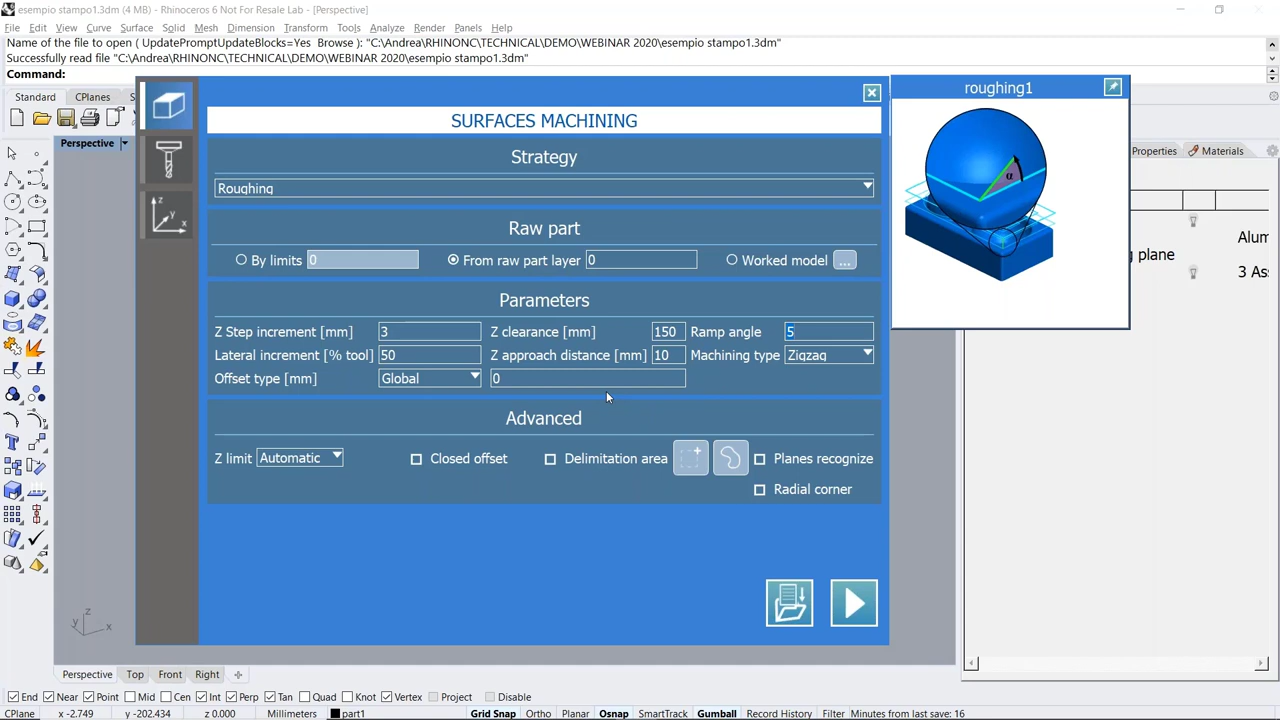 esempio stampo1.3dm (4 MB) - Rhinoceros 6 Not For Resale Lab - [Perspective]
File Edit View Curve Surface Solid Mesh Dimension Transform Tools Analyze Render Panels Help
Name of the file to open ( UpdatePromptUpdateBlocks=Yes Browse ): "C:\Andrea\RHINONC\TECHNICAL\DEMO\WEBINAR 2020\esempio stampo1.3dm"
Successfully read file "C:\Andrea\RHINONC\TECHNICAL\DEMO\WEBINAR 2020\esempio stampo1.3dm"
Command:
Standard CPlanes S
Perspective
SURFACES MACHINING
Strategy
Roughing
Raw part
By limits 0 From raw part layer 0 Worked model ...
Parameters
Z Step increment [mm] 3 Z clearance [mm] 150 Ramp angle 5
Lateral increment [% tool] 50 Z approach distance [mm] 10 Machining type Zigzag
Offset type [mm] Global 0
Advanced
Z limit Automatic Closed offset Delimitation area Planes recognize
Radial corner
z y x
roughing1
α
Properties Materials
Alum
plane
3 As
z y x
Perspective Top Front Right
End Near Point Mid Cen Int Perp Tan Quad Knot Vertex Project Disable
CPlane x -2.749 y -202.434 z 0.000 Millimeters part1 Grid Snap Ortho Planar Osnap SmartTrack Gumball Record History Filter Minutes from last save: 16